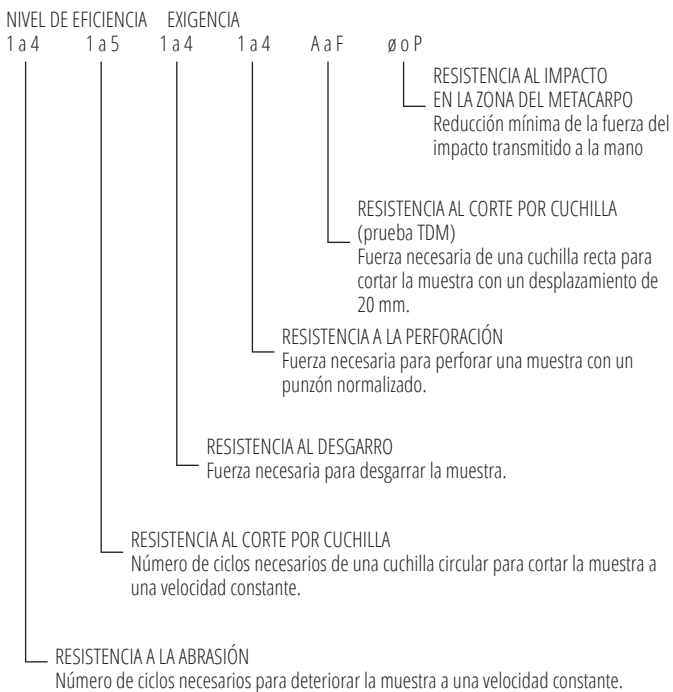 NIVEL DE EFICIENCIA EXIGENCIA
1 a 4 1 a 5 1 a 4 1 a 4 A a F ø o P
RESISTENCIA AL IMPACTO
EN LA ZONA DEL METACARPO
Reducción mínima de la fuerza del
impacto transmitido a la mano
RESISTENCIA AL CORTE POR CUCHILLA
(prueba TDM)
Fuerza necesaria de una cuchilla recta para
cortar la muestra con un desplazamiento de
20 mm.
RESISTENCIA A LA PERFORACIÓN
Fuerza necesaria para perforar una muestra con un
punzón normalizado.
RESISTENCIA AL DESGARRO
Fuerza necesaria para desgarrar la muestra.
RESISTENCIA AL CORTE POR CUCHILLA
Número de ciclos necesarios de una cuchilla circular para cortar la muestra a
una velocidad constante.
RESISTENCIA A LA ABRASIÓN
Número de ciclos necesarios para deteriorar la muestra a una velocidad constante.